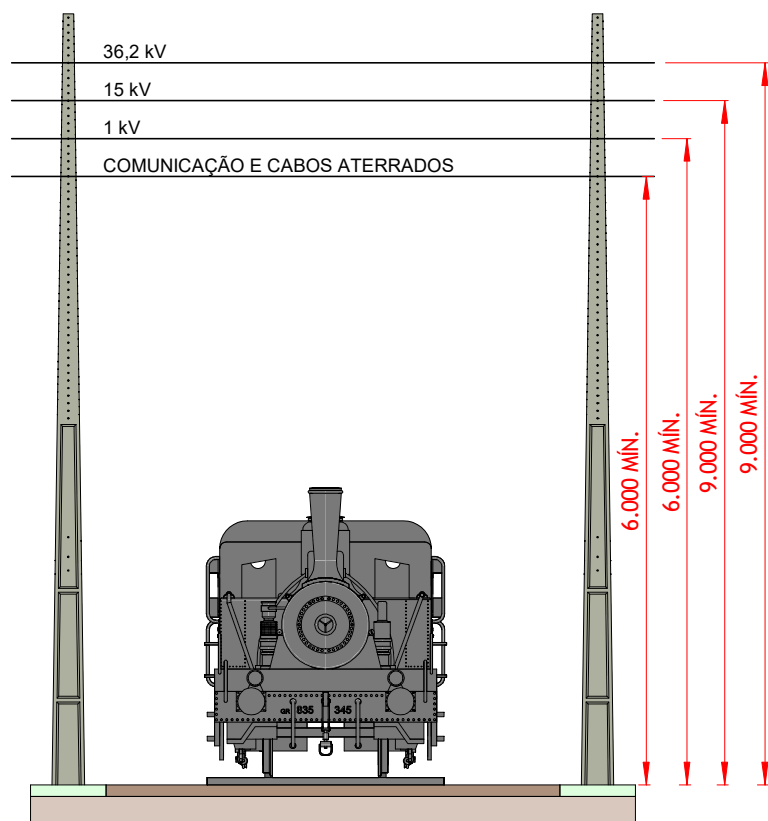 36,2 kV
15 kV
1 kV
COMUNICAÇÃO E CABOS ATERRADOS
6.000 MÍN.
6.000 MÍN.
9.000 MÍN.
9.000 MÍN.
GR 835 345